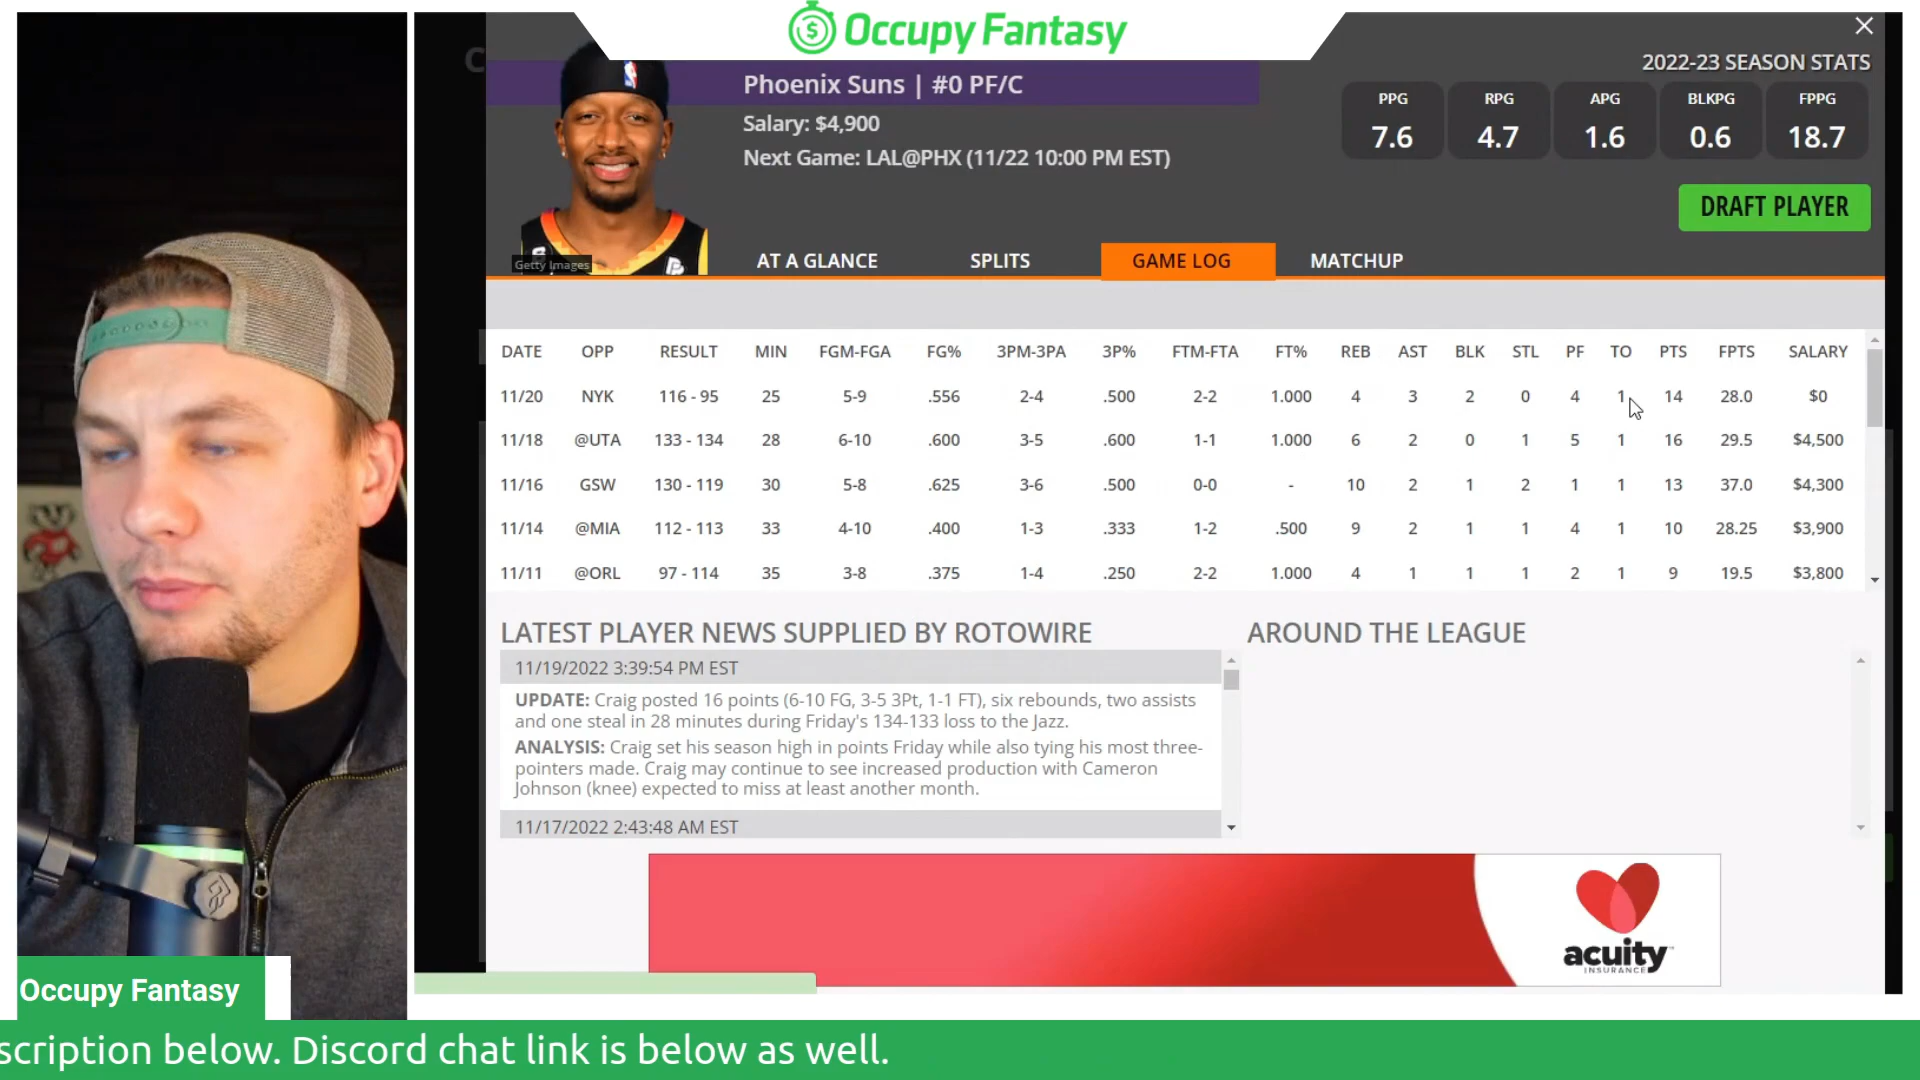 Occupy Fantasy
Phoenix Suns | #0 PF/C
Salary: $4,900
Next Game: LAL@PHX (11/22 10:00 PM EST)
2022-23 SEASON STATS
PPG RPG APG BLKPG FPPG
7.6 4.7 1.6 0.6 18.7
DRAFT PLAYER
Getty Images
AT A GLANCE SPLITS GAME LOG MATCHUP
DATE OPP RESULT MIN FGM-FGA FG% 3PM-3PA 3P% FTM-FTA FT% REB AST BLK STL PF TO PTS FPTS SALARY
11/20 NYK 116 - 95 25 5-9 .556 2-4 .500 2-2 1.000 4 3 2 0 4 1 14 28.0 $0
11/18 @UTA 133 - 134 28 6-10 .600 3-5 .600 1-1 1.000 6 2 0 1 5 1 16 29.5 $4,500
11/16 GSW 130 - 119 30 5-8 .625 3-6 .500 0-0 - 10 2 1 2 1 1 13 37.0 $4,300
11/14 @MIA 112 - 113 33 4-10 .400 1-3 .333 1-2 .500 9 2 1 1 4 1 10 28.25 $3,900
11/11 @ORL 97 - 114 35 3-8 .375 1-4 .250 2-2 1.000 4 1 1 1 2 1 9 19.5 $3,800
LATEST PLAYER NEWS SUPPLIED BY ROTOWIRE
AROUND THE LEAGUE
11/19/2022 3:39:54 PM EST
UPDATE: Craig posted 16 points (6-10 FG, 3-5 3Pt, 1-1 FT), six rebounds, two assists
and one steal in 28 minutes during Friday's 134-133 loss to the Jazz.
ANALYSIS: Craig set his season high in points Friday while also tying his most three-
pointers made. Craig may continue to see increased production with Cameron
Johnson (knee) expected to miss at least another month.
11/17/2022 2:43:48 AM EST
acuity
INSURANCE
Occupy Fantasy
scription below. Discord chat link is below as well.